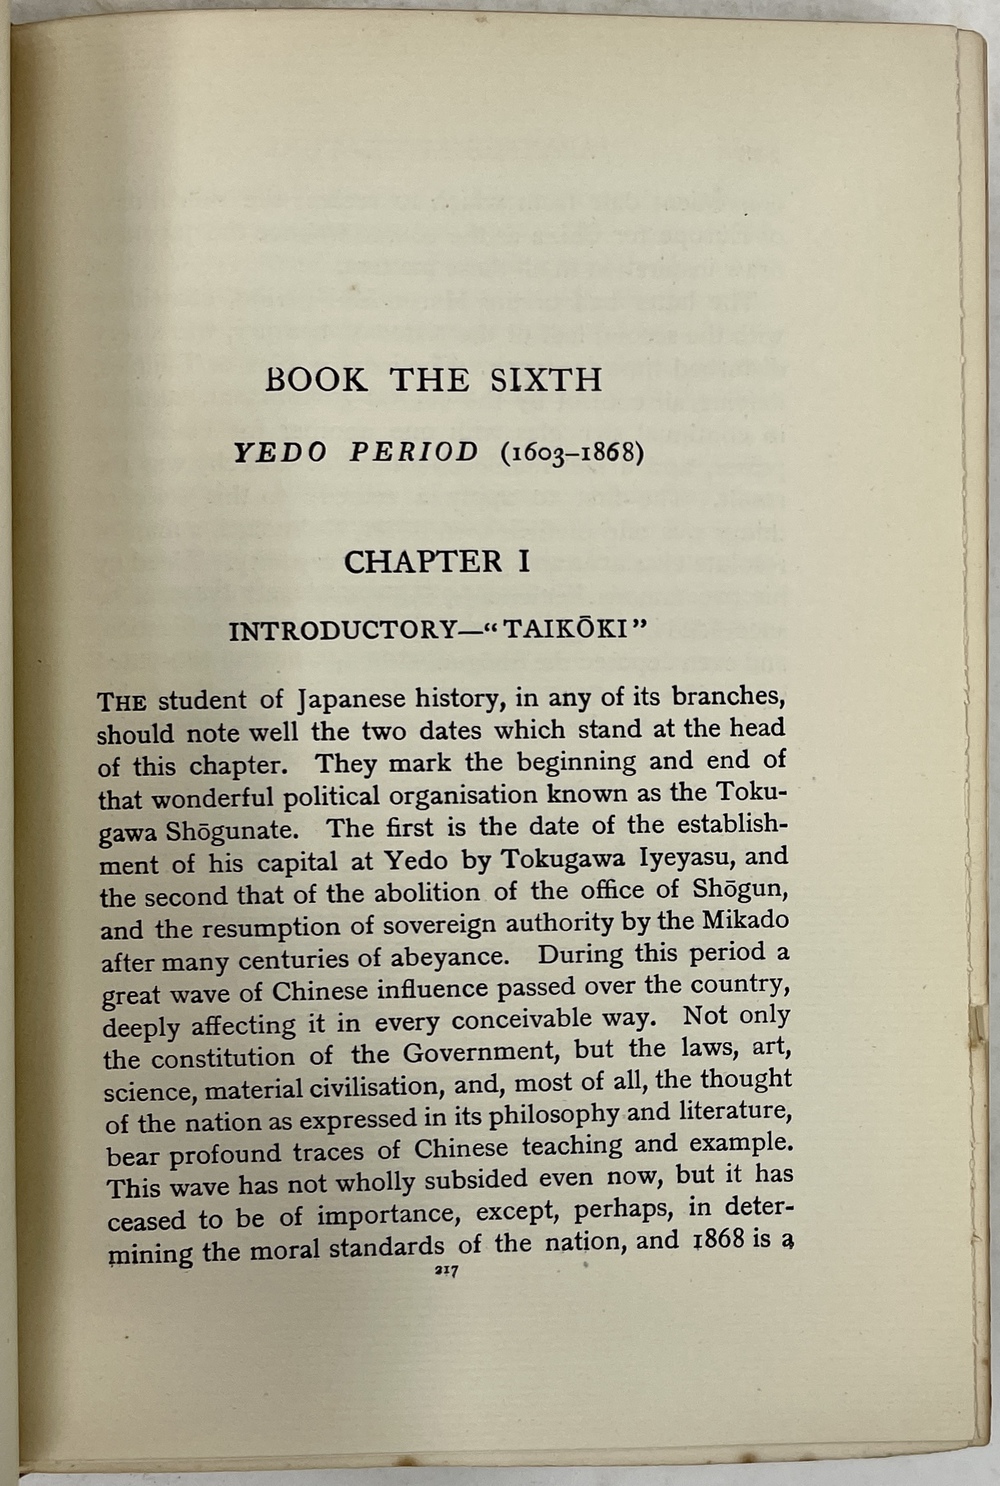 BOOK THE SIXTH
YEDO PERIOD (1603–1868)
CHAPTER I
INTRODUCTORY—“TAIKŌKI”
THE student of Japanese history, in any of its branches,
should note well the two dates which stand at the head
of this chapter. They mark the beginning and end of
that wonderful political organisation known as the Toku-
gawa Shōgunate. The first is the date of the establish-
ment of his capital at Yedo by Tokugawa Iyeyasu, and
the second that of the abolition of the office of Shōgun,
and the resumption of sovereign authority by the Mikado
after many centuries of abeyance. During this period a
great wave of Chinese influence passed over the country,
deeply affecting it in every conceivable way. Not only
the constitution of the Government, but the laws, art,
science, material civilisation, and, most of all, the thought
of the nation as expressed in its philosophy and literature,
bear profound traces of Chinese teaching and example.
This wave has not wholly subsided even now, but it has
ceased to be of importance, except, perhaps, in deter-
mining the moral standards of the nation, and 1868 is a
217